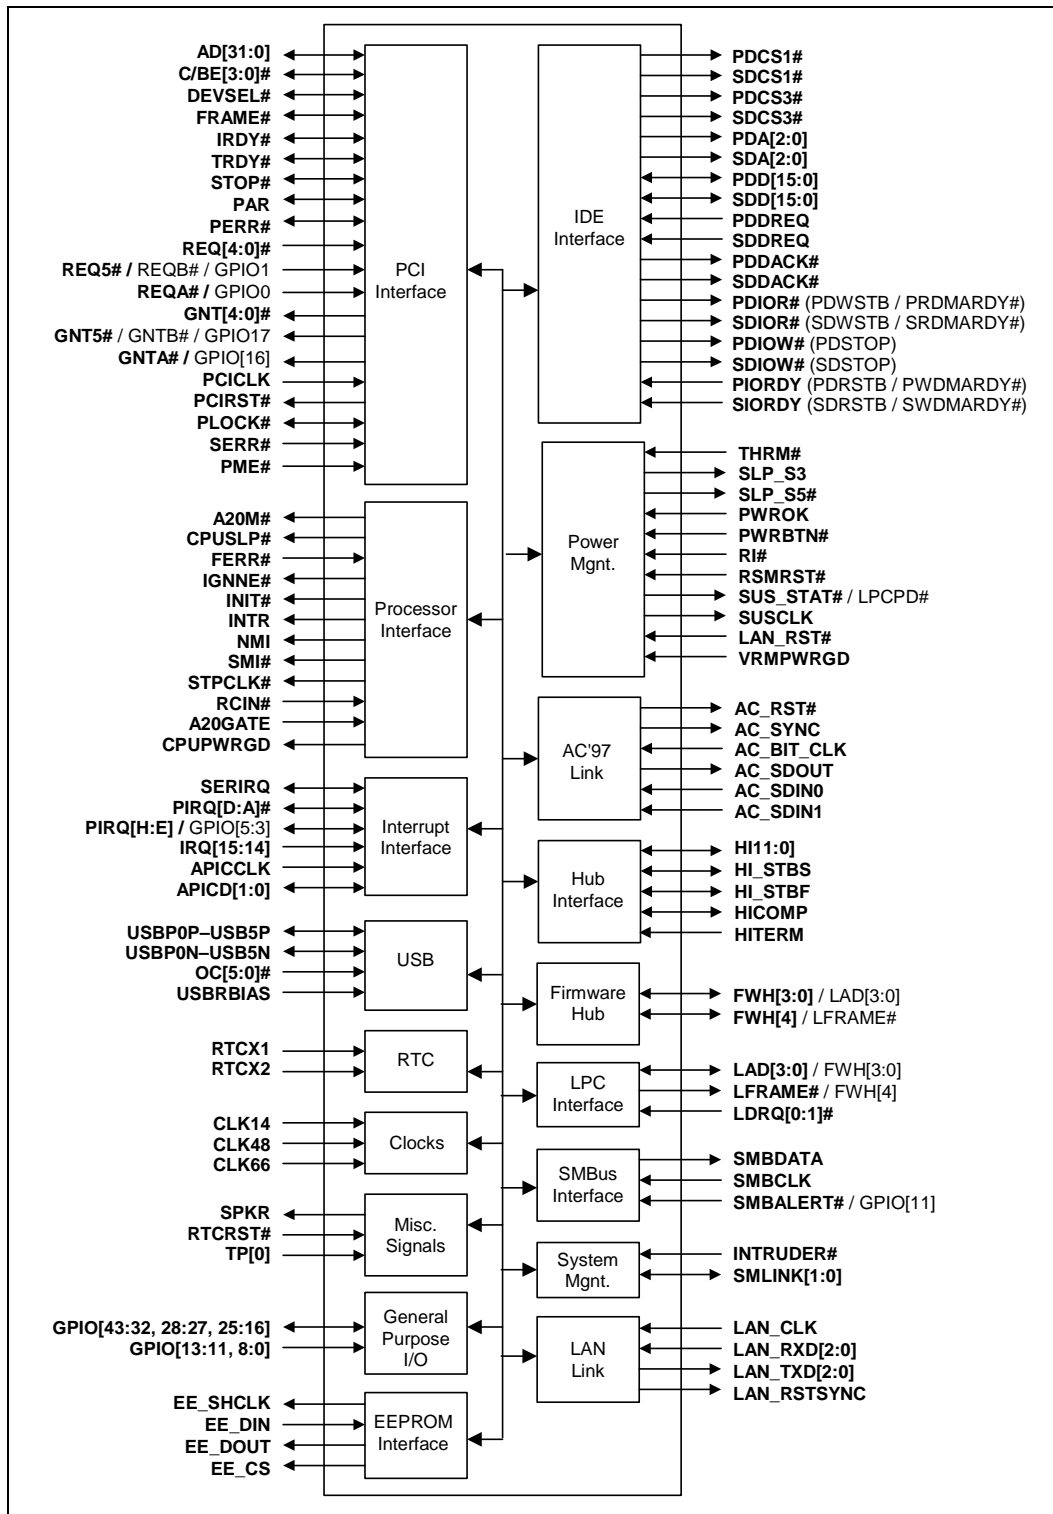 AD[31:0]
C/BE[3:0]#
DEVSEL#
FRAME#
IRDY#
TRDY#
STOP#
PAR
PERR#
REQ[4:0]#
REQ5# / REQB# / GPIO1
REQA# / GPIO0
GNT[4:0]#
GNT5# / GNTB# / GPIO17
GNTA# / GPIO[16]
PCICLK
PCIRST#
PLOCK#
SERR#
PME#
PCI
Interface
A20M#
CPUSLP#
FERR#
IGNNE#
INIT#
INTR
NMI
SMI#
STPCLK#
RCIN#
A20GATE
CPUPWRGD
Processor
Interface
SERIRQ
PIRQ[D:A]#
PIRQ[H:E] / GPIO[5:3]
IRQ[15:14]
APICCLK
APICD[1:0]
Interrupt
Interface
USBP0P–USB5P
USBP0N–USB5N
OC[5:0]#
USBRBIAS
USB
RTCX1
RTCX2
RTC
CLK14
CLK48
CLK66
Clocks
SPKR
RTCRST#
TP[0]
Misc.
Signals
GPIO[43:32, 28:27, 25:16]
GPIO[13:11, 8:0]
General
Purpose
I/O
EE_SHCLK
EE_DIN
EE_DOUT
EE_CS
EEPROM
Interface
IDE
Interface
PDCS1#
SDCS1#
PDCS3#
SDCS3#
PDA[2:0]
SDA[2:0]
PDD[15:0]
SDD[15:0]
PDDREQ
SDDREQ
PDDACK#
SDDACK#
PDIOR# (PDWSTB / PRDMARDY#)
SDIOR# (SDWSTB / SRDMARDY#)
PDIOW# (PDSTOP)
SDIOW# (SDSTOP)
PIORDY (PDRSTB / PWDMARDY#)
SIORDY (SDRSTB / SWDMARDY#)
Power
Mgnt.
THRM#
SLP_S3
SLP_S5#
PWROK
PWRBTN#
RI#
RSMRST#
SUS_STAT# / LPCPD#
SUSCLK
LAN_RST#
VRMPWRGD
AC'97
Link
AC_RST#
AC_SYNC
AC_BIT_CLK
AC_SDOUT
AC_SDIN0
AC_SDIN1
Hub
Interface
HI11:0]
HI_STBS
HI_STBF
HICOMP
HITERM
Firmware
Hub
FWH[3:0] / LAD[3:0]
FWH[4] / LFRAME#
LPC
Interface
LAD[3:0] / FWH[3:0]
LFRAME# / FWH[4]
LDRQ[0:1]#
SMBus
Interface
SMBDATA
SMBCLK
SMBALERT# / GPIO[11]
System
Mgnt.
INTRUDER#
SMLINK[1:0]
LAN
Link
LAN_CLK
LAN_RXD[2:0]
LAN_TXD[2:0]
LAN_RSTSYNC